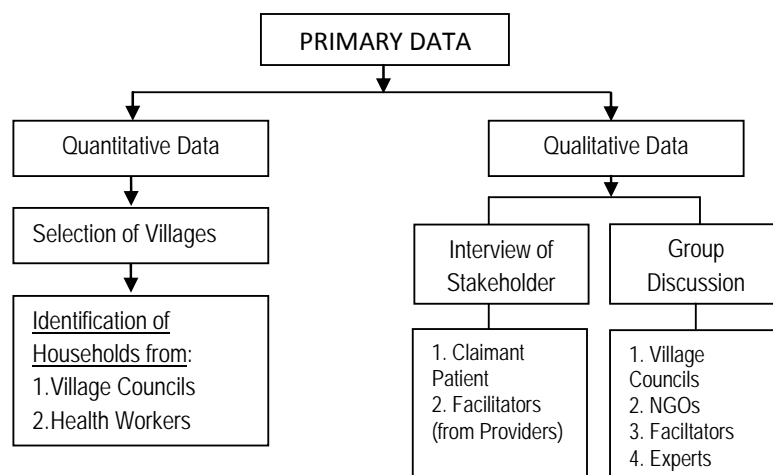 PRIMARY DATA
Quantitative Data
Qualitative Data
Selection of Villages
Identification of
Households from:
1.Village Councils
2.Health Workers
Interview of
Stakeholder
Group
Discussion
1. Claimant
Patient
2. Facilitators
(from Providers)
1. Village
Councils
2. NGOs
3. Faciltators
4. Experts